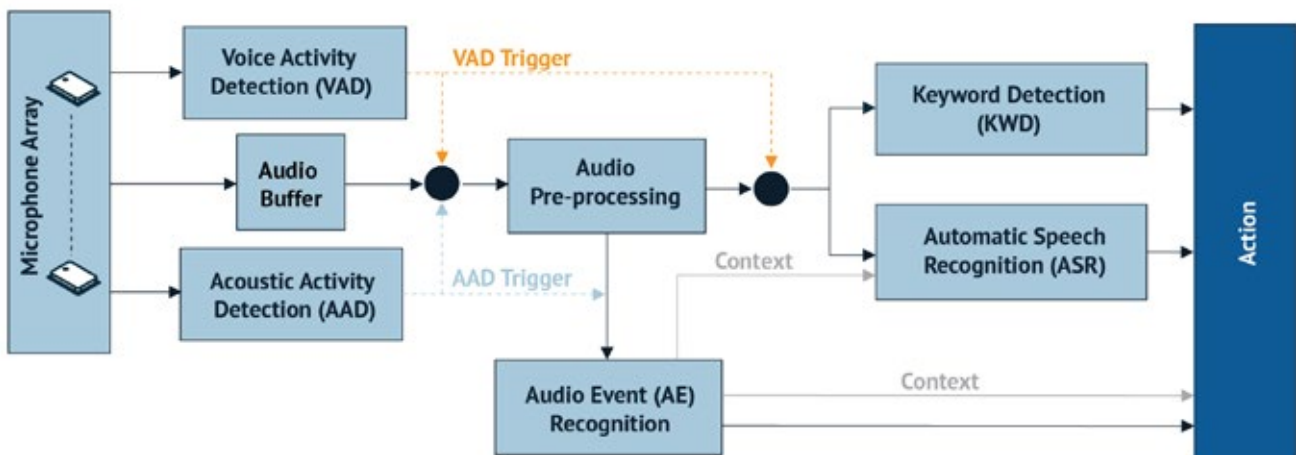 Microphone Array
Voice Activity
Detection (VAD)
VAD Trigger
Audio
Buffer
Audio
Pre-processing
Acoustic Activity
Detection (AAD)
AAD Trigger
Keyword Detection
(KWD)
Automatic Speech
Recognition (ASR)
Context
Audio Event (AE)
Recognition
Context
Action